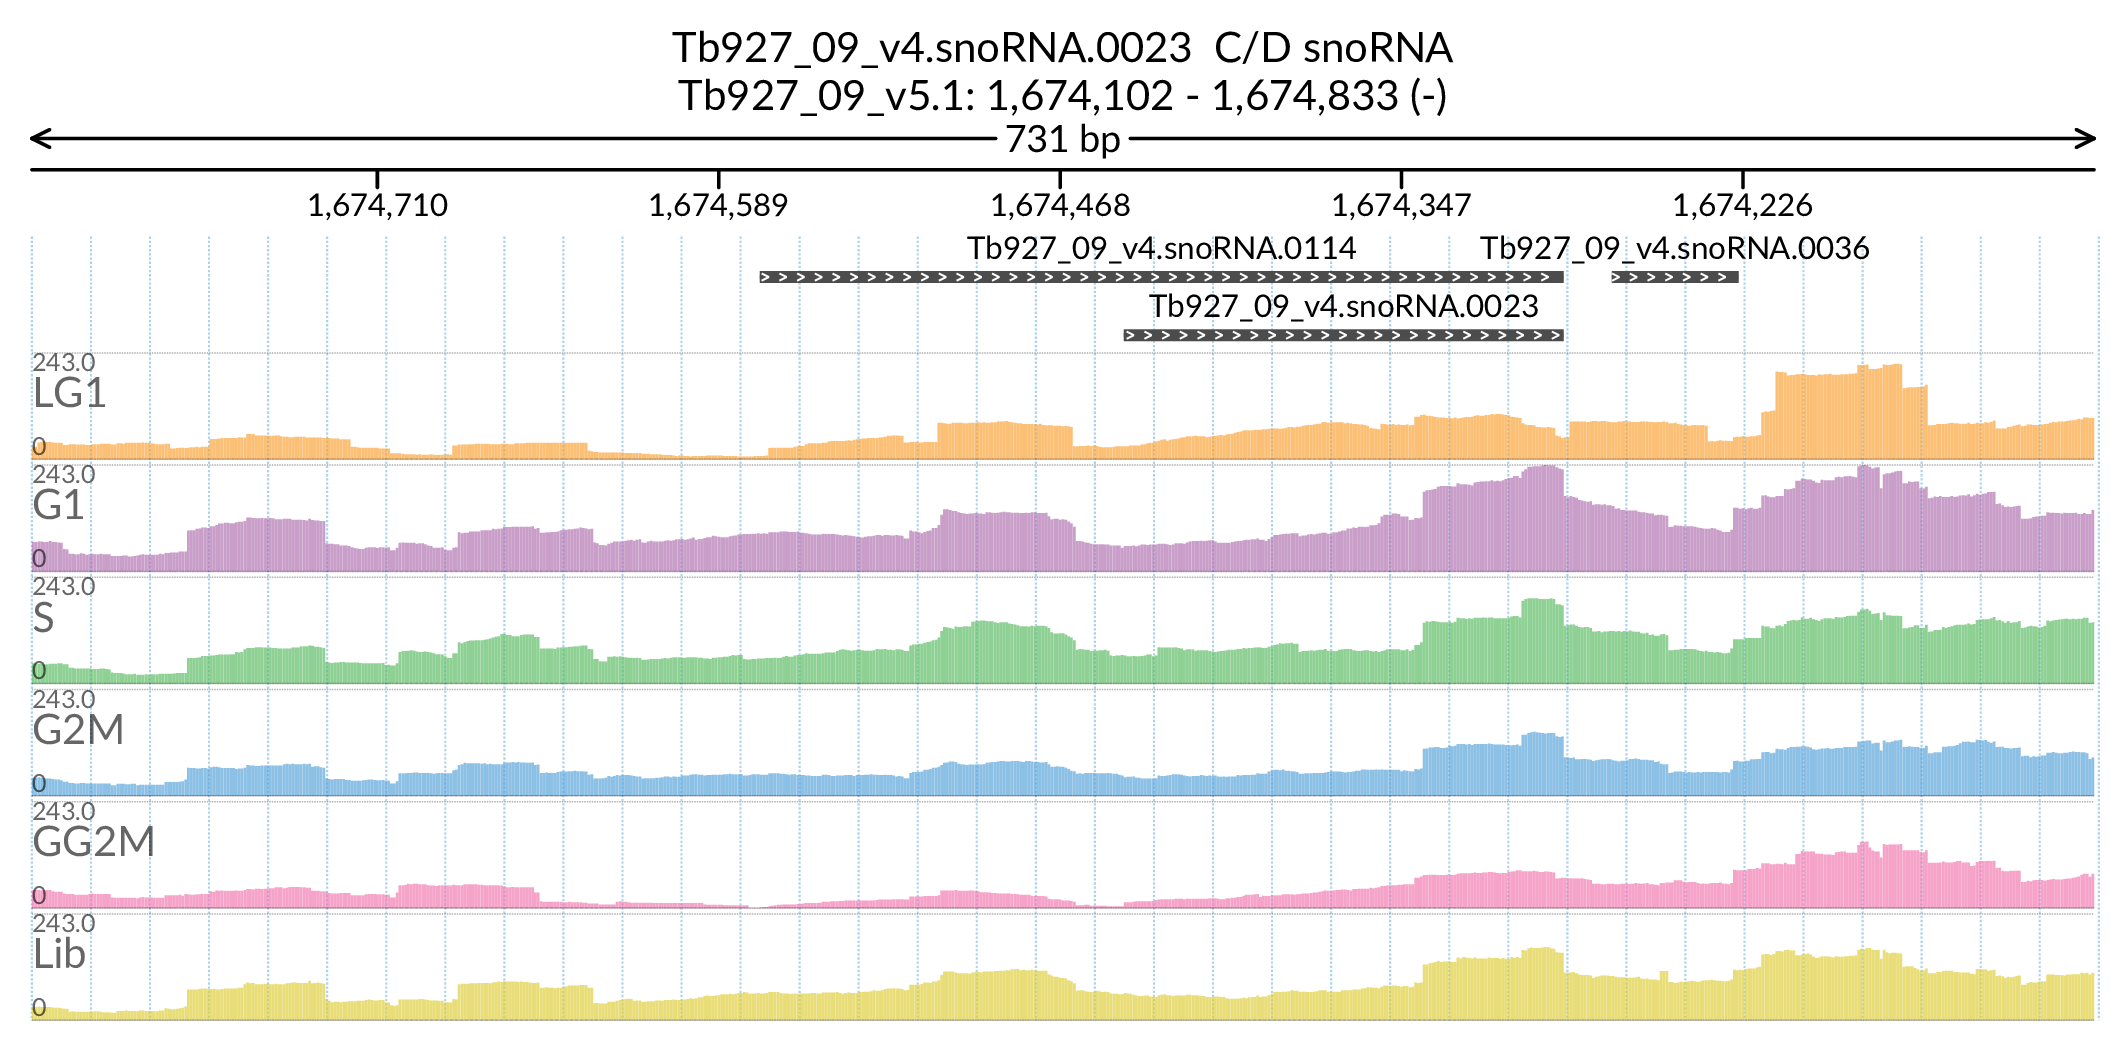 Tb927_09_v4.snoRNA.0023  C/D snoRNA
Tb927_09_v5.1: 1,674,102 - 1,674,833 (-)
731 bp
1,674,710 1,674,589 1,674,468 1,674,347 1,674,226
Tb927_09_v4.snoRNA.0114 Tb927_09_v4.snoRNA.0036
Tb927_09_v4.snoRNA.0023
243.0
LG1
0
243.0
G1
0
243.0
S
0
243.0
G2M
0
243.0
GG2M
0
243.0
Lib
0